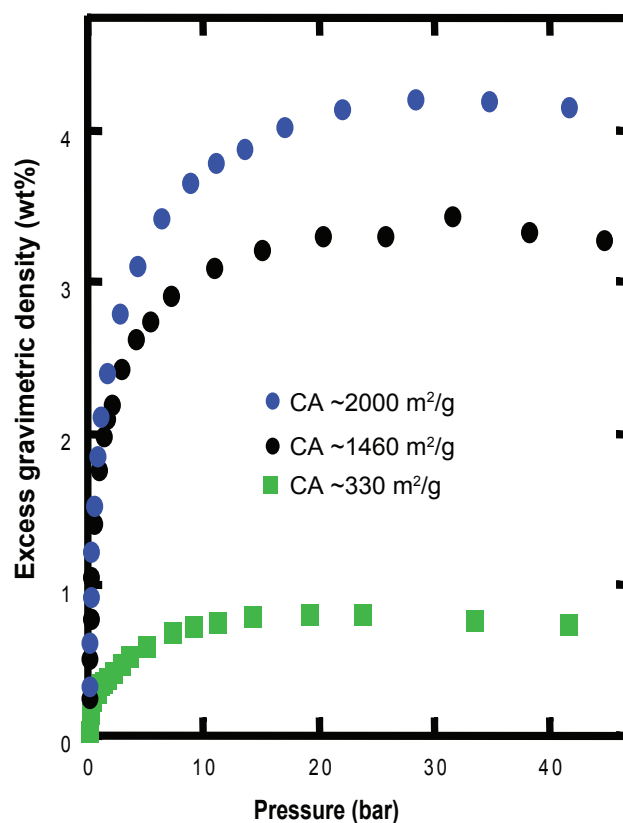 Excess gravimetric density (wt%)
4
3
2
1
0
CA ~2000 m²/g
CA ~1460 m²/g
CA ~330 m²/g
0 10 20 30 40
Pressure (bar)